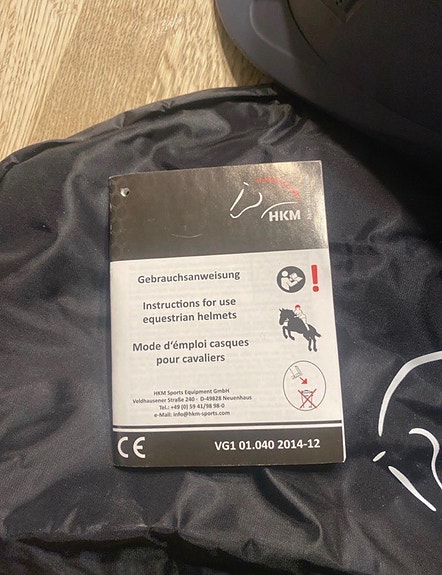 HKM
Gebrauchsanweisung
Instructions for use
equestrian helmets
Mode d'émploi casques
pour cavaliers
HKM Sports Equipment GmbH
Veldhausener Straße 240 - D-49828 Neuenhaus
Tel.: +49 (0) 59 41/98 98-0
e-Mail: info@hkm-sports.com
CE
VG1 01.040 2014-12